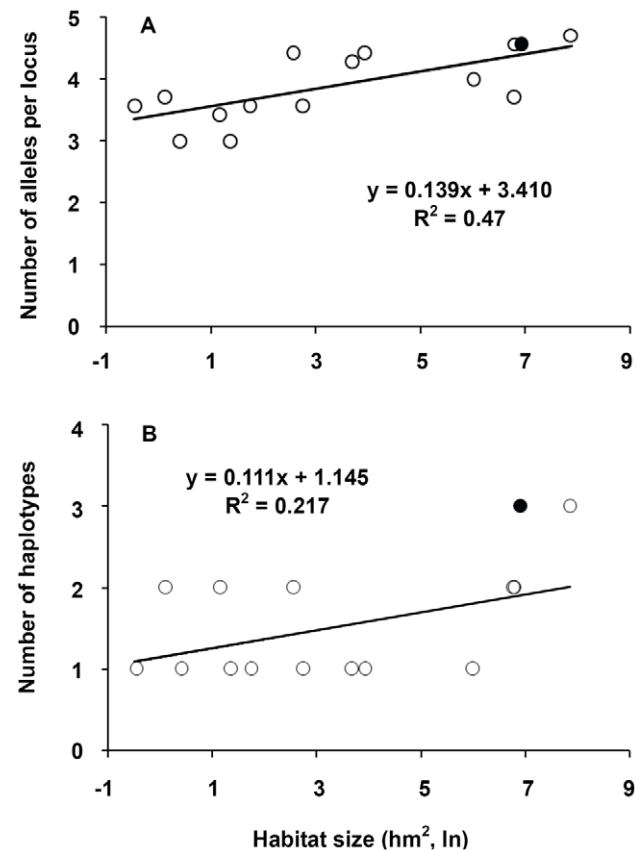 A
Number of alleles per locus
5
4
3
2
1
0
y = 0.139x + 3.410
R² = 0.47
-1 1 3 5 7 9
B
Number of haplotypes
4
3
2
1
0
y = 0.111x + 1.145
R² = 0.217
-1 1 3 5 7 9
Habitat size (hm², ln)